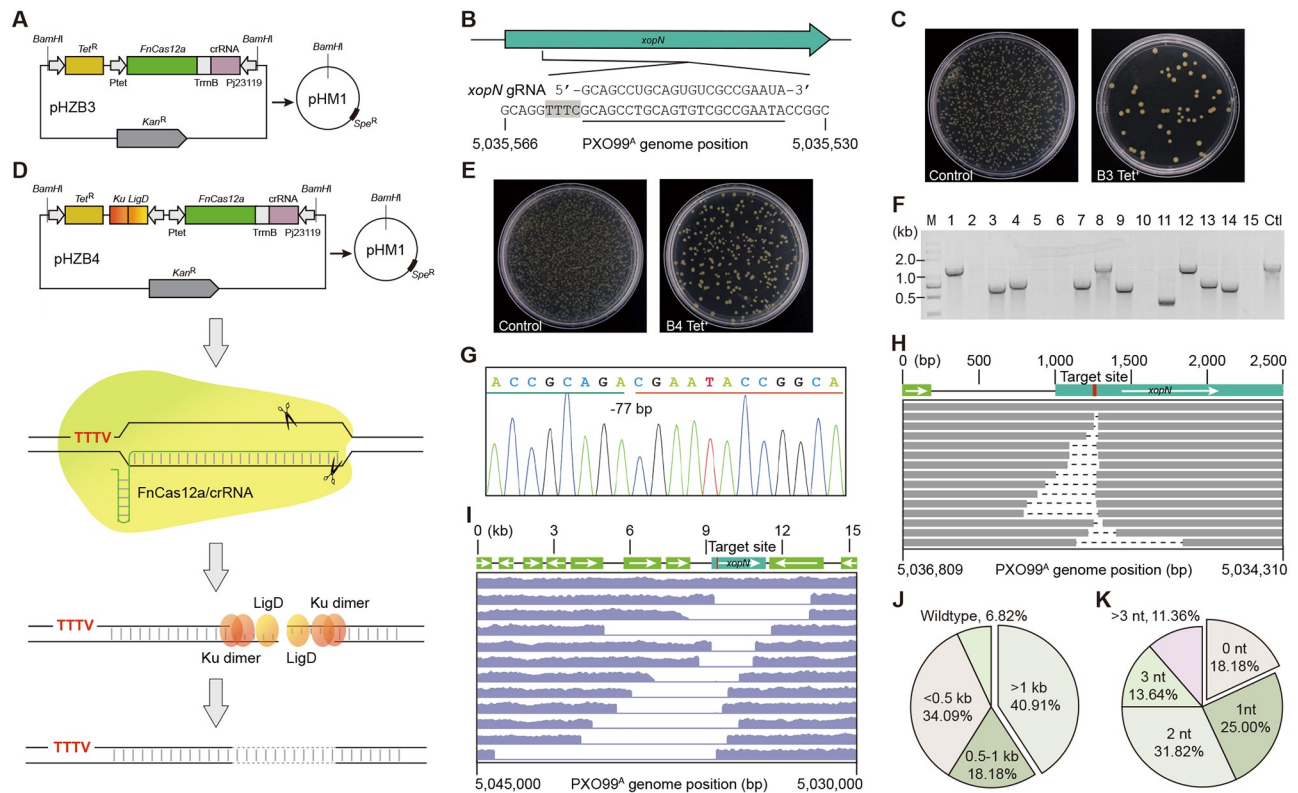 A
BamHI
TetR
FnCas12a
crRNA
BamHI
Ptet
TrrnB
Pj23119
pHZB3
KanR
BamHI
pHM1
SpeR
B
xopN
xopN gRNA 5′-GCAGCCUGCAGUGUCGCCGAAUA-3′
GCAGGTTTCGCAGCCTGCAGTGTCGCCGAATACCGGC
5,035,566 PXO99A genome position 5,035,530
C
Control
B3 Tet+
D
BamHI
TetR
Ku LigD
FnCas12a
crRNA
BamHI
Ptet
TrrnB
Pj23119
pHZB4
KanR
BamHI
pHM1
SpeR
TTTV
FnCas12a/crRNA
LigD Ku dimer
TTTV
Ku dimer LigD
TTTV
E
Control
B4 Tet+
F
M 1 2 3 4 5 6 7 8 9 10 11 12 13 14 15 Ctl
(kb)
2.0
1.0
0.5
G
ACCGCAGACGAATACCGGCA
-77 bp
H
0 (bp) 500 1,000 1,500 2,000 2,500
Target site
xopN
5,036,809 PXO99A genome position (bp) 5,034,310
I
0 (kb) 3 6 9 12 15
Target site
xopN
5,045,000 PXO99A genome position (bp) 5,030,000
J
Wildtype, 6.82%
>1 kb
40.91%
<0.5 kb
34.09%
0.5-1 kb
18.18%
K
>3 nt, 11.36%
0 nt
18.18%
3 nt
13.64%
1nt
25.00%
2 nt
31.82%